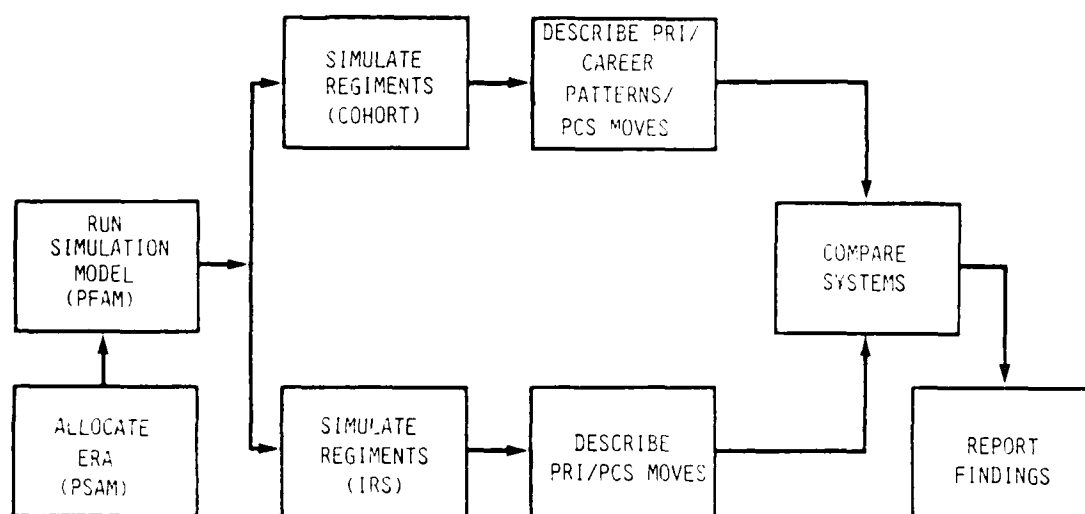 SIMULATE
REGIMENTS
(COHORT)
DESCRIBE PRI/
CAREER
PATTERNS/
PCS MOVES
RUN
SIMULATION
MODEL
(PFAM)
COMPARE
SYSTEMS
ALLOCATE
ERA
(PSAM)
SIMULATE
REGIMENTS
(IRS)
DESCRIBE
PRI/PCS MOVES
REPORT
FINDINGS